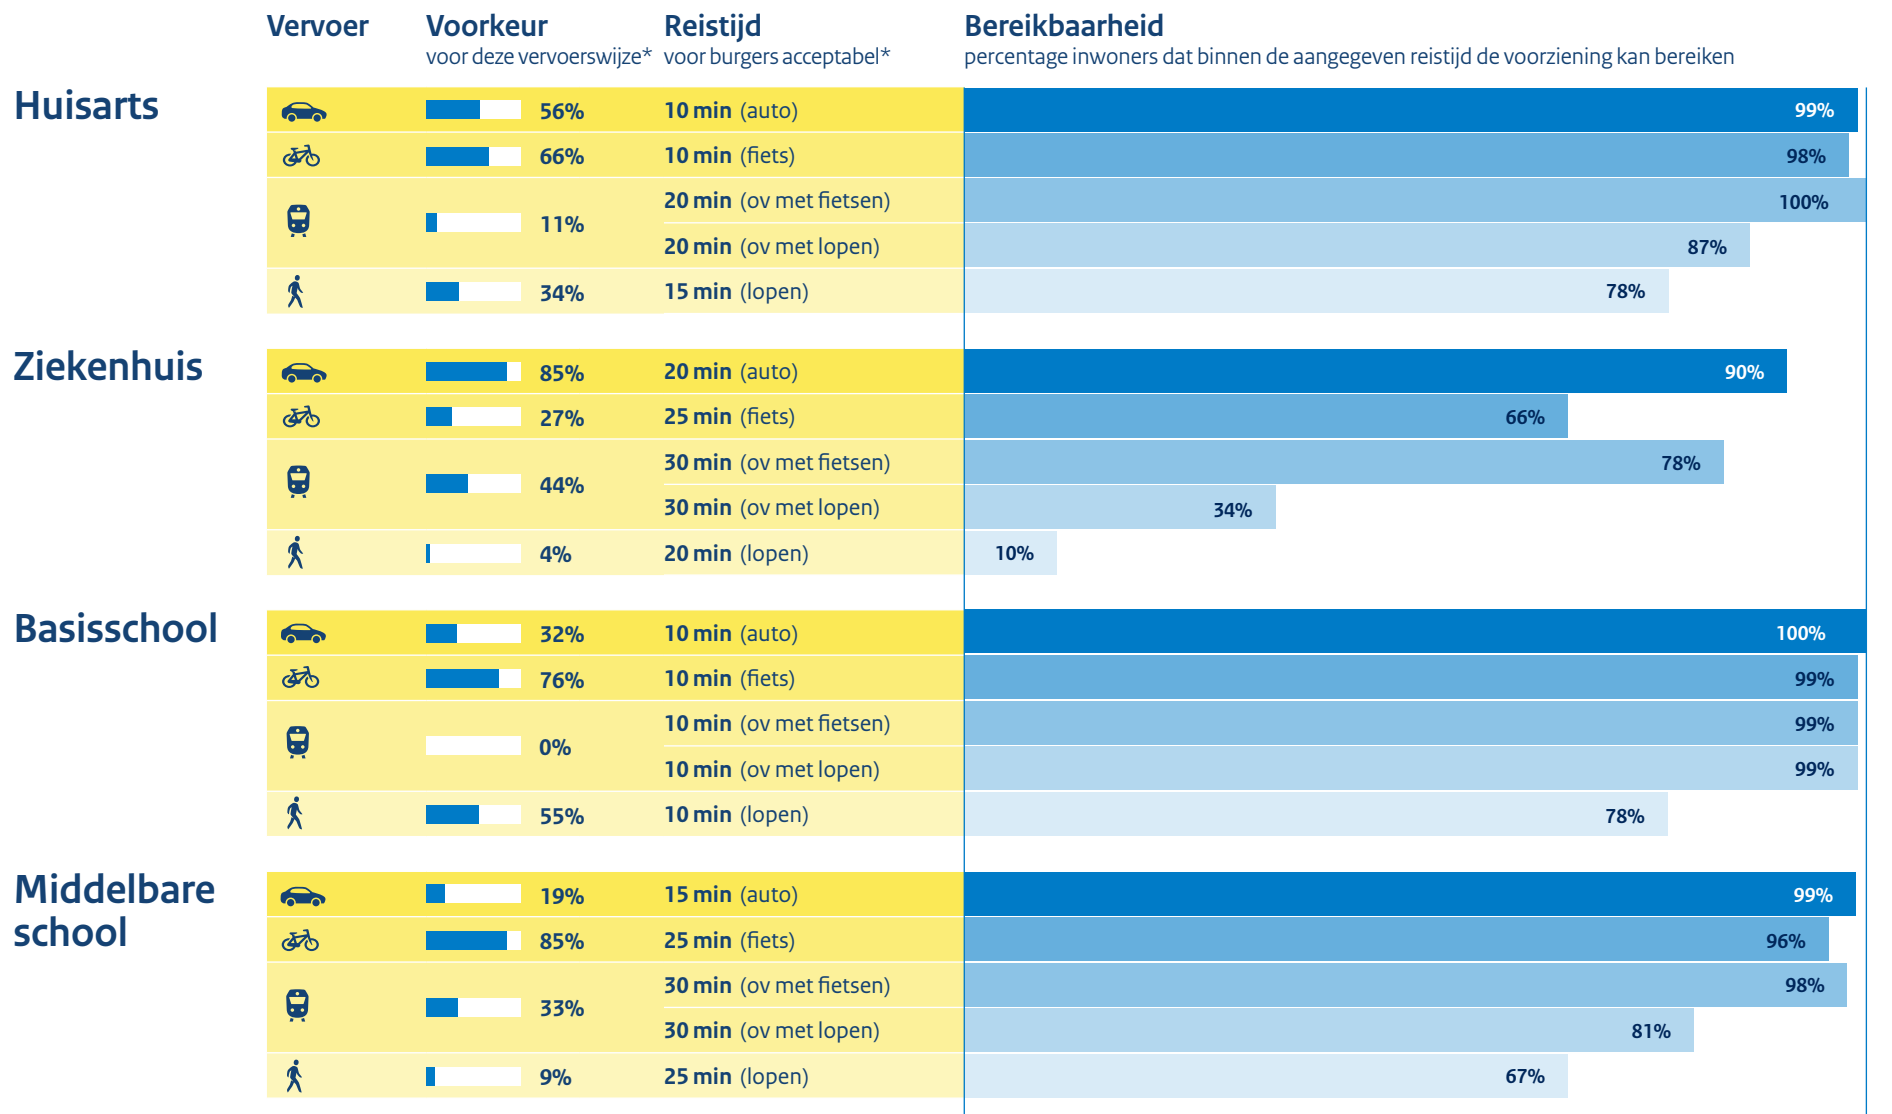 Vervoer Voorkeur Reistijd Bereikbaarheid
voor deze vervoerswijze* voor burgers acceptabel* percentage inwoners dat binnen de aangegeven reistijd de voorziening kan bereiken
Huisarts
56% 10 min (auto) 99%
66% 10 min (fiets) 98%
11%
20 min (ov met fietsen) 100%
20 min (ov met lopen) 87%
34% 15 min (lopen) 78%
Ziekenhuis
85% 20 min (auto) 90%
27% 25 min (fiets) 66%
44%
30 min (ov met fietsen) 78%
30 min (ov met lopen) 34%
4% 20 min (lopen) 10%
Basisschool
32% 10 min (auto) 100%
76% 10 min (fiets) 99%
0%
10 min (ov met fietsen) 99%
10 min (ov met lopen) 99%
55% 10 min (lopen) 78%
Middelbare
school
19% 15 min (auto) 99%
85% 25 min (fiets) 96%
33%
30 min (ov met fietsen) 98%
30 min (ov met lopen) 81%
9% 25 min (lopen) 67%